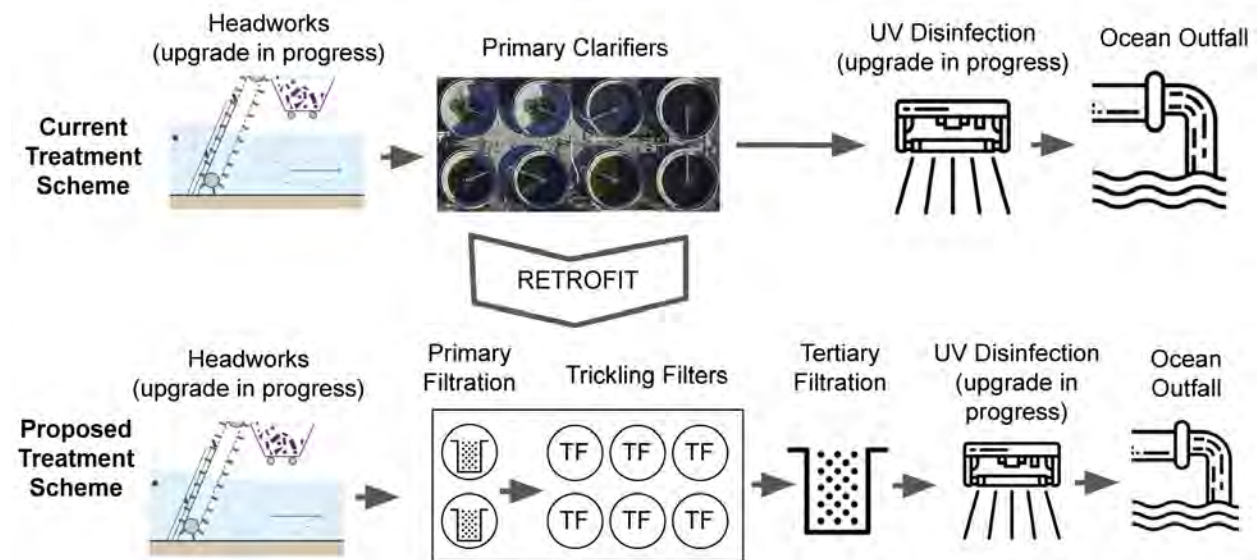 Headworks
(upgrade in progress)
Primary Clarifiers
UV Disinfection
(upgrade in progress)
Ocean Outfall
Current
Treatment
Scheme
RETROFIT
Headworks
(upgrade in progress)
Primary
Filtration
Trickling Filters
Tertiary
Filtration
UV Disinfection
(upgrade in
progress)
Ocean
Outfall
Proposed
Treatment
Scheme
TF TF TF
TF TF TF